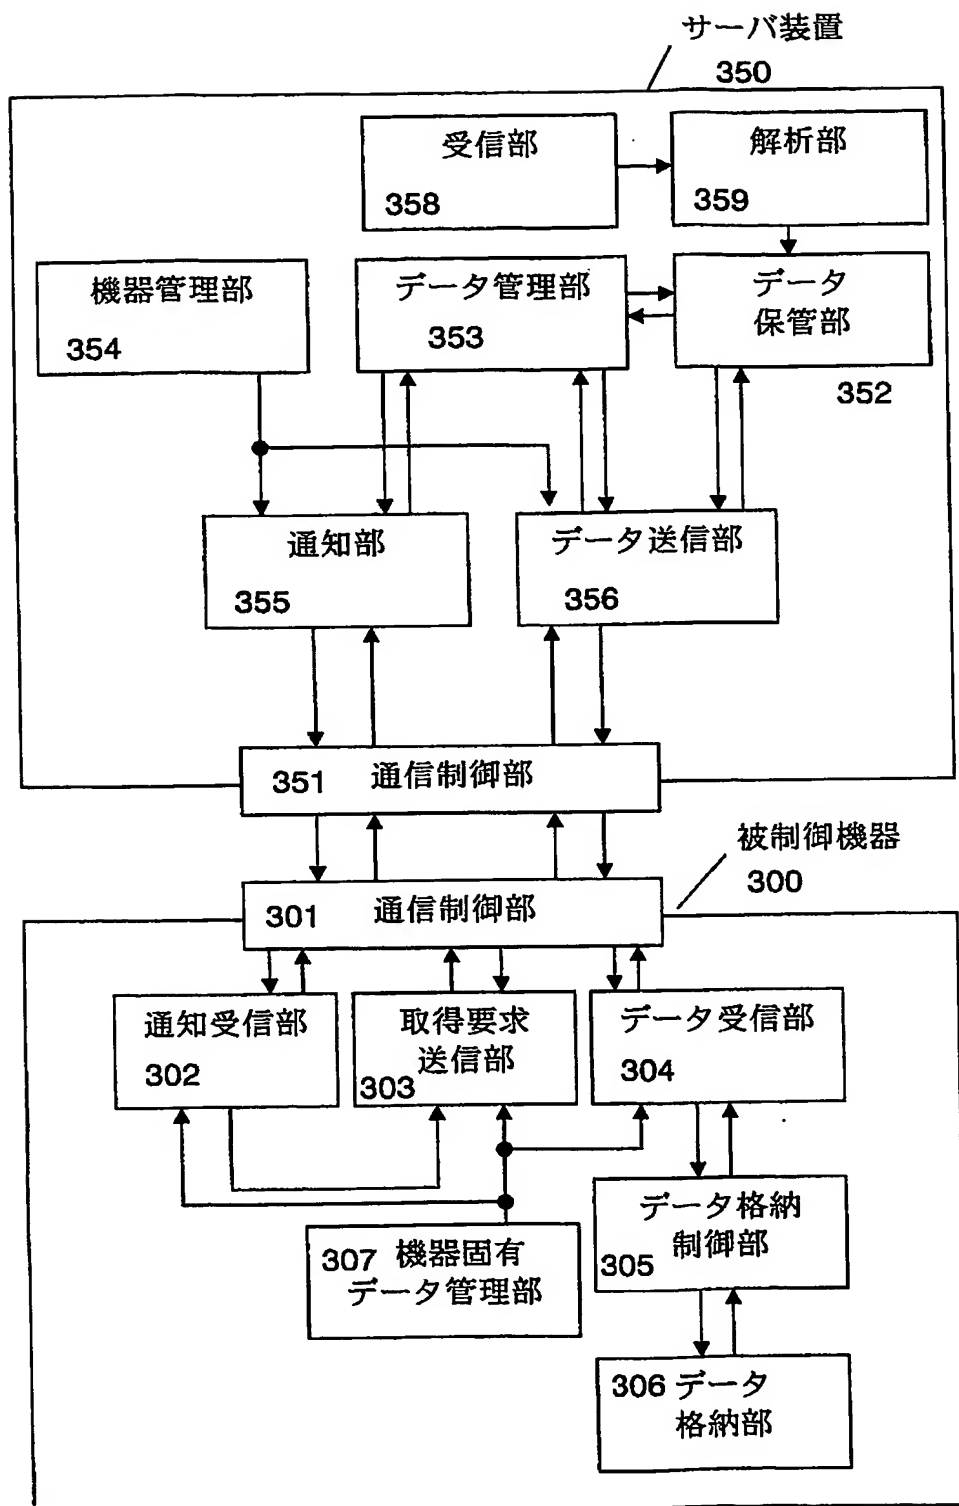 サーバ装置
350
受信部
358
解析部
359
機器管理部
354
データ管理部
353
データ
保管部
352
通知部
355
データ送信部
356
351 通信制御部
被制御機器
300
301 通信制御部
通知受信部
302
取得要求
送信部
303
データ受信部
304
データ格納
制御部
305
307 機器固有
データ管理部
306 データ
格納部